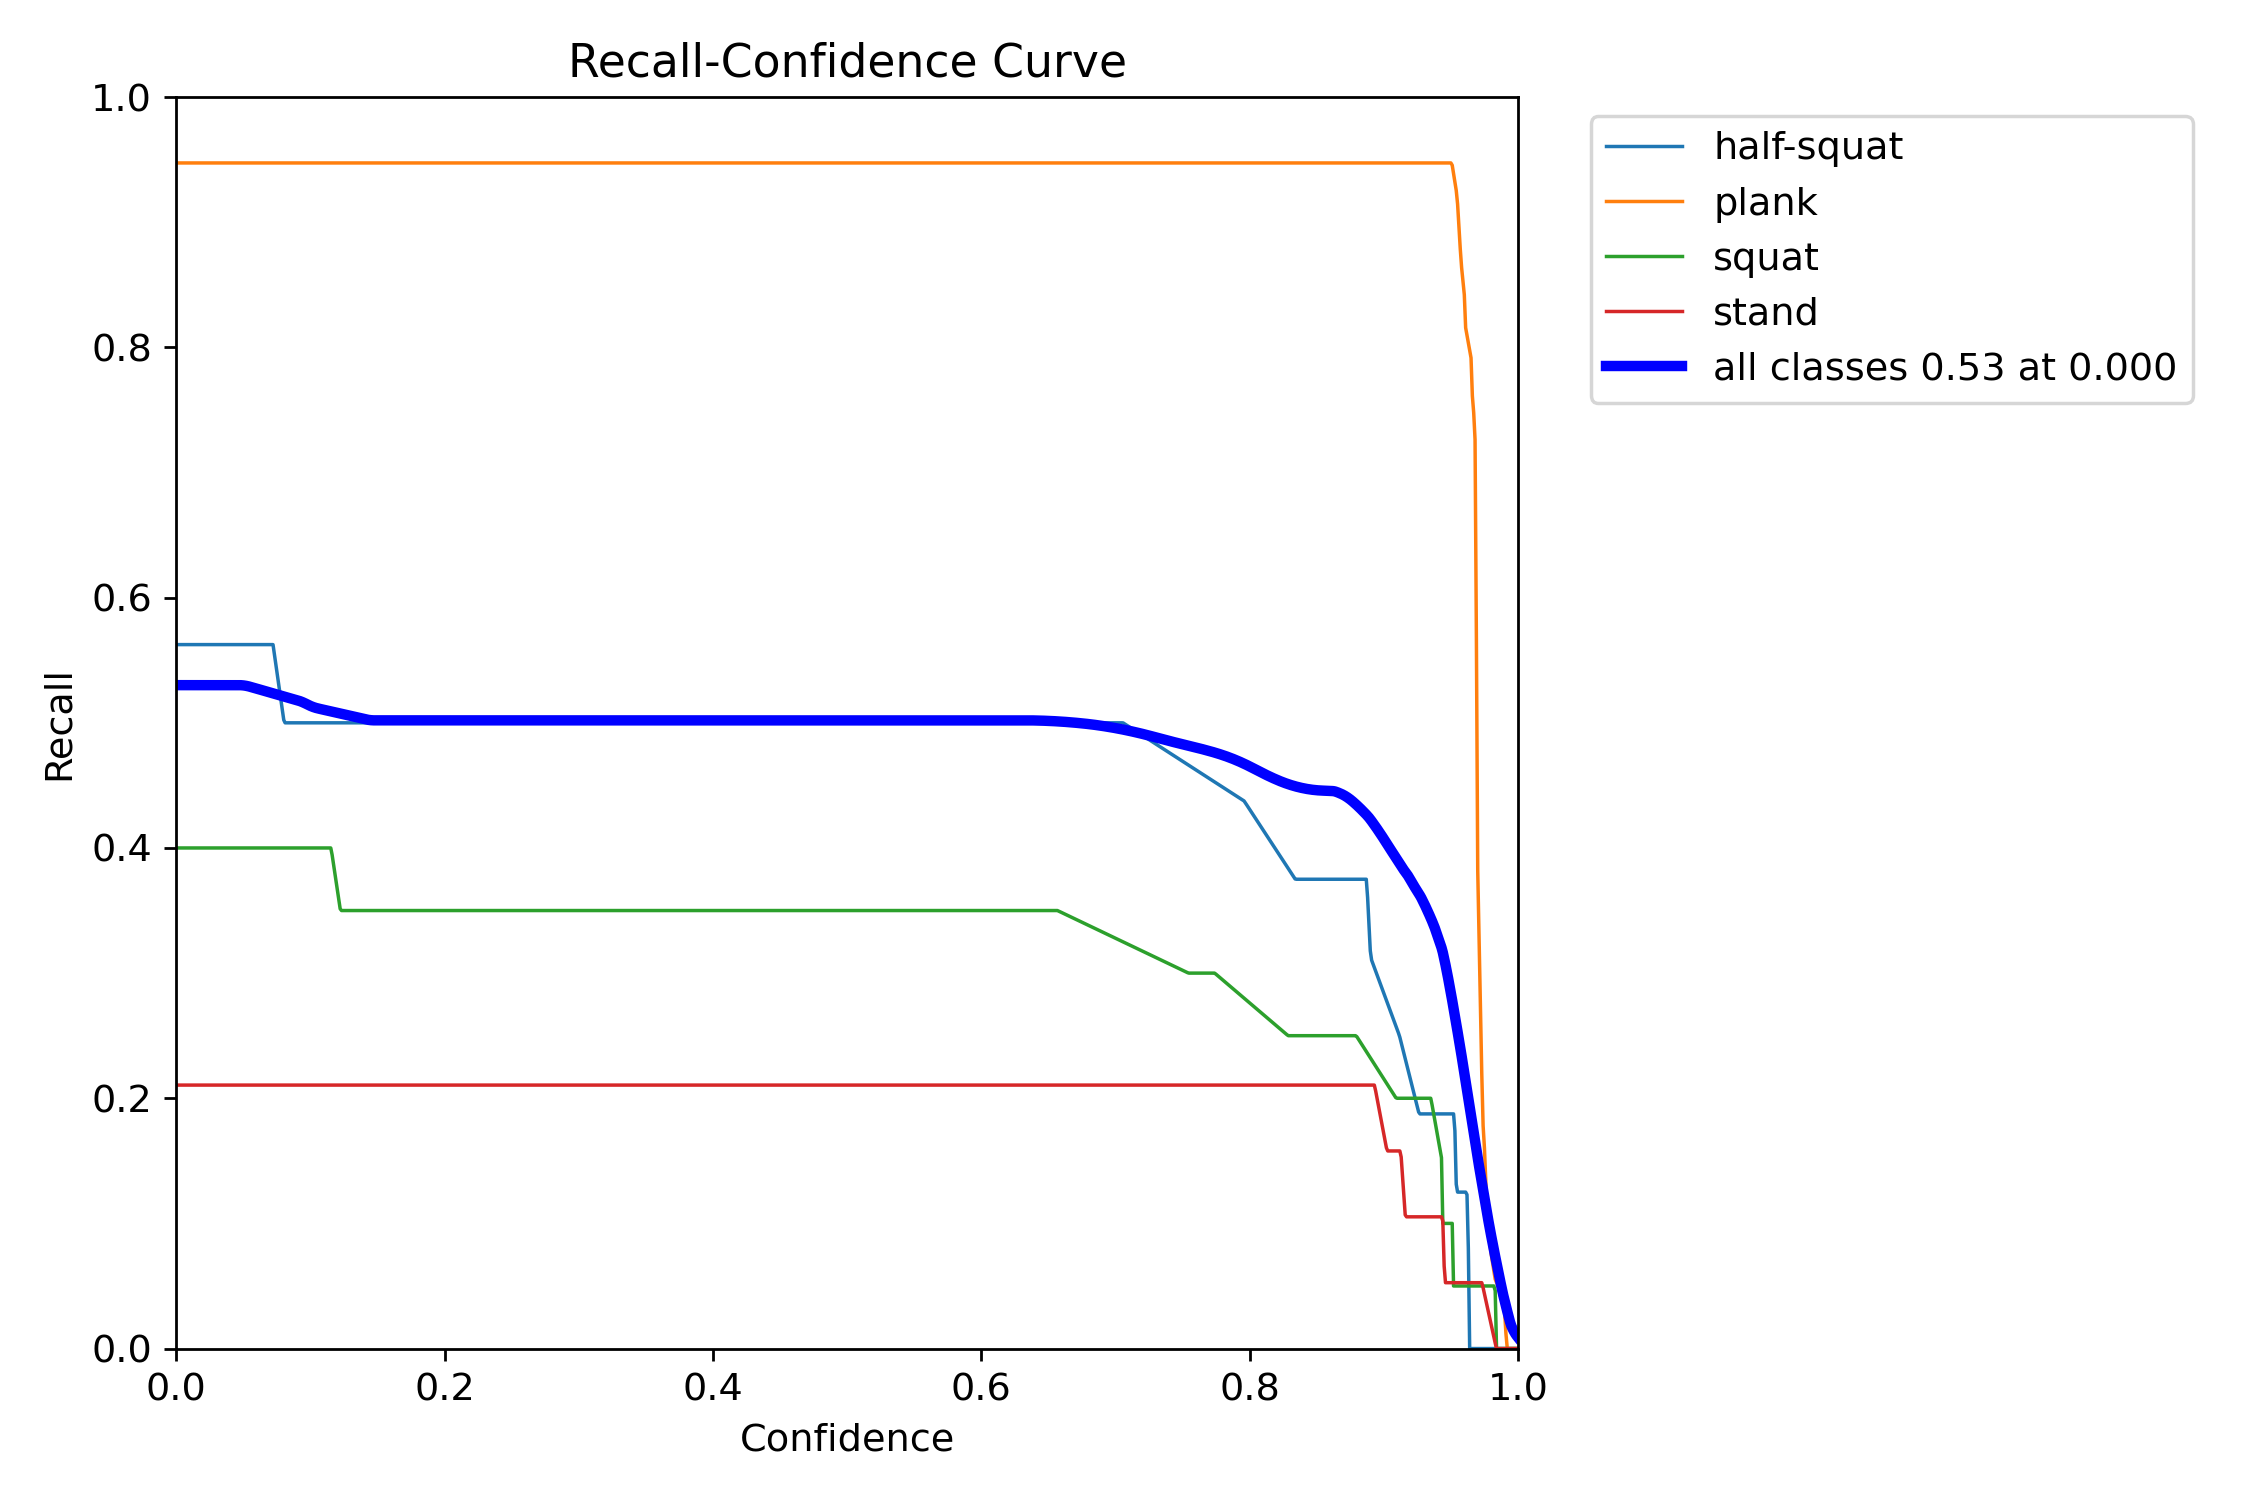 Recall-Confidence Curve
1.0
0.8
0.6
0.4
0.2
0.0
Recall
0.0 0.2 0.4 0.6 0.8 1.0
Confidence
half-squat
plank
squat
stand
all classes 0.53 at 0.000